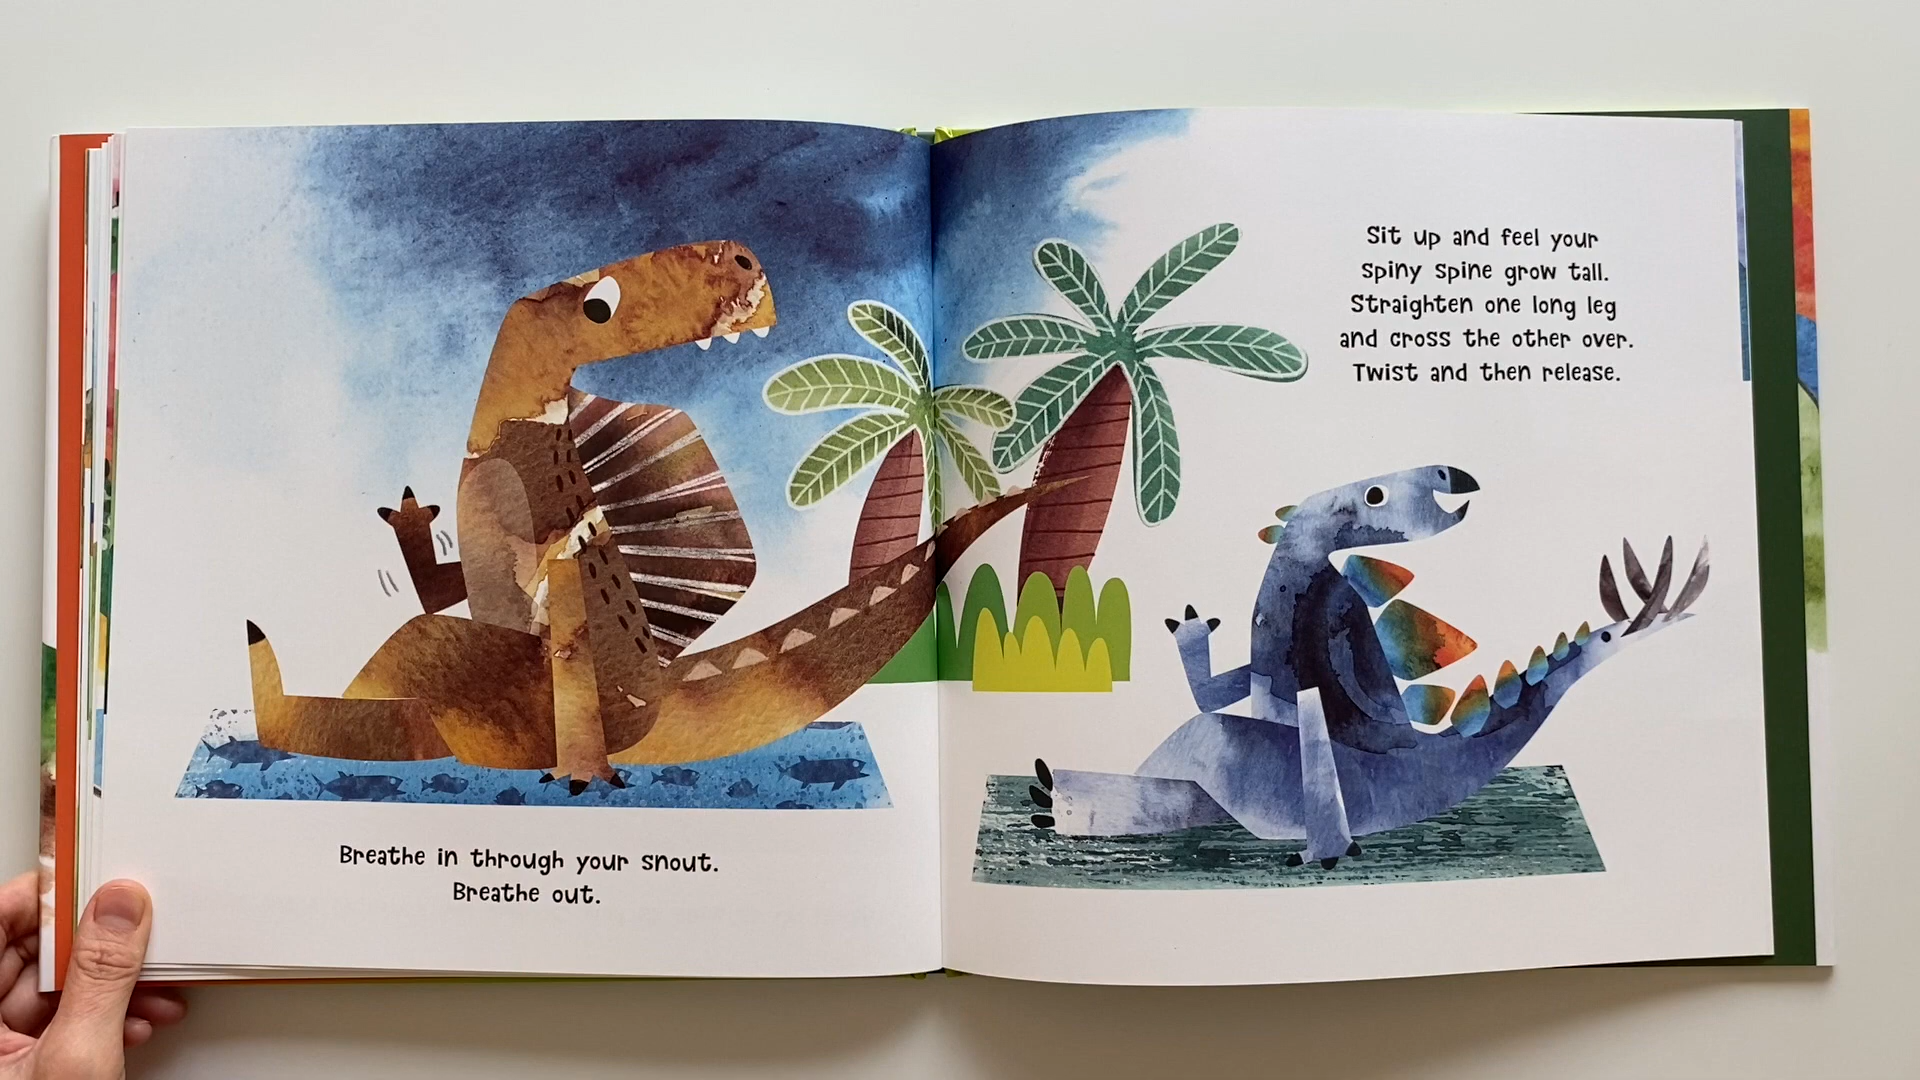 Breathe in through your snout.
Breathe out.
Sit up and feel your
spiny spine grow tall.
Straighten one long leg
and cross the other over.
Twist and then release.